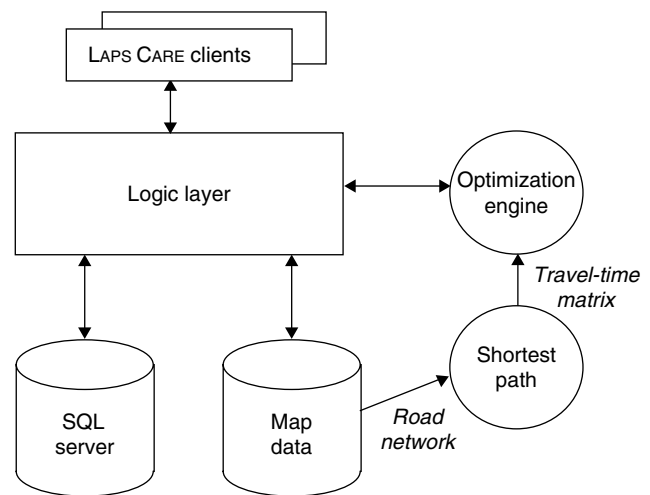 LAPS CARE clients
Logic layer
Optimization
engine
Travel-time
matrix
Shortest
path
SQL
server
Map
data
Road
network